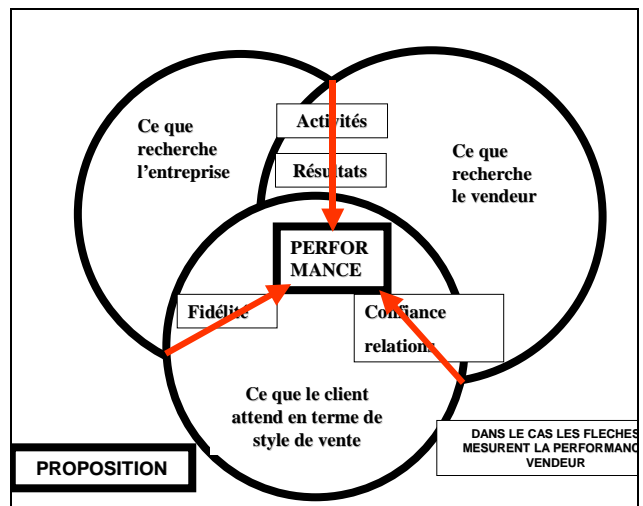 Activités
Ce que
recherche
l'entreprise
Ce que
recherche
le vendeur
Résultats
PERFOR
MANCE
Fidélité
Confiance
relations
Ce que le client
attend en terme de
style de vente
DANS LE CAS LES FLECHES
MESURENT LA PERFORMANC
VENDEUR
PROPOSITION